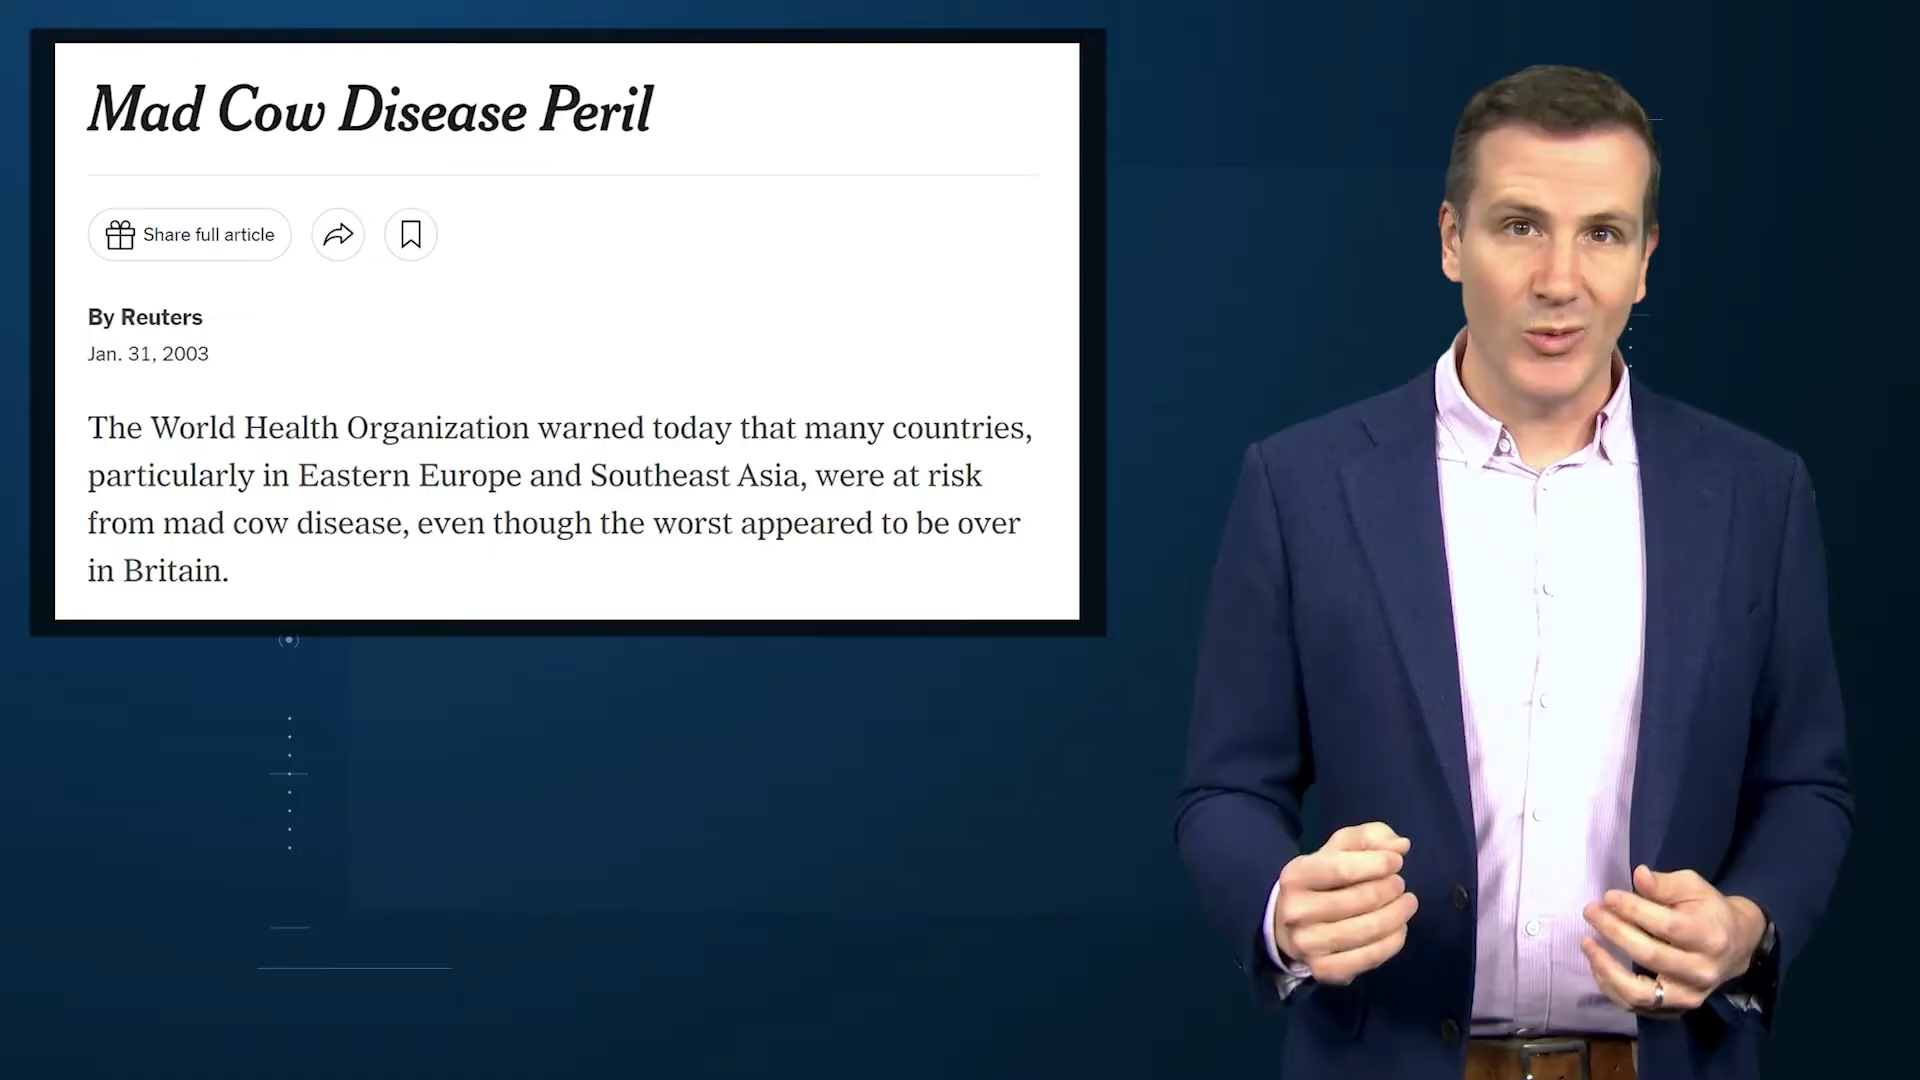 Mad Cow Disease Peril
Share full article
By Reuters
Jan. 31, 2003
The World Health Organization warned today that many countries,
particularly in Eastern Europe and Southeast Asia, were at risk
from mad cow disease, even though the worst appeared to be over
in Britain.